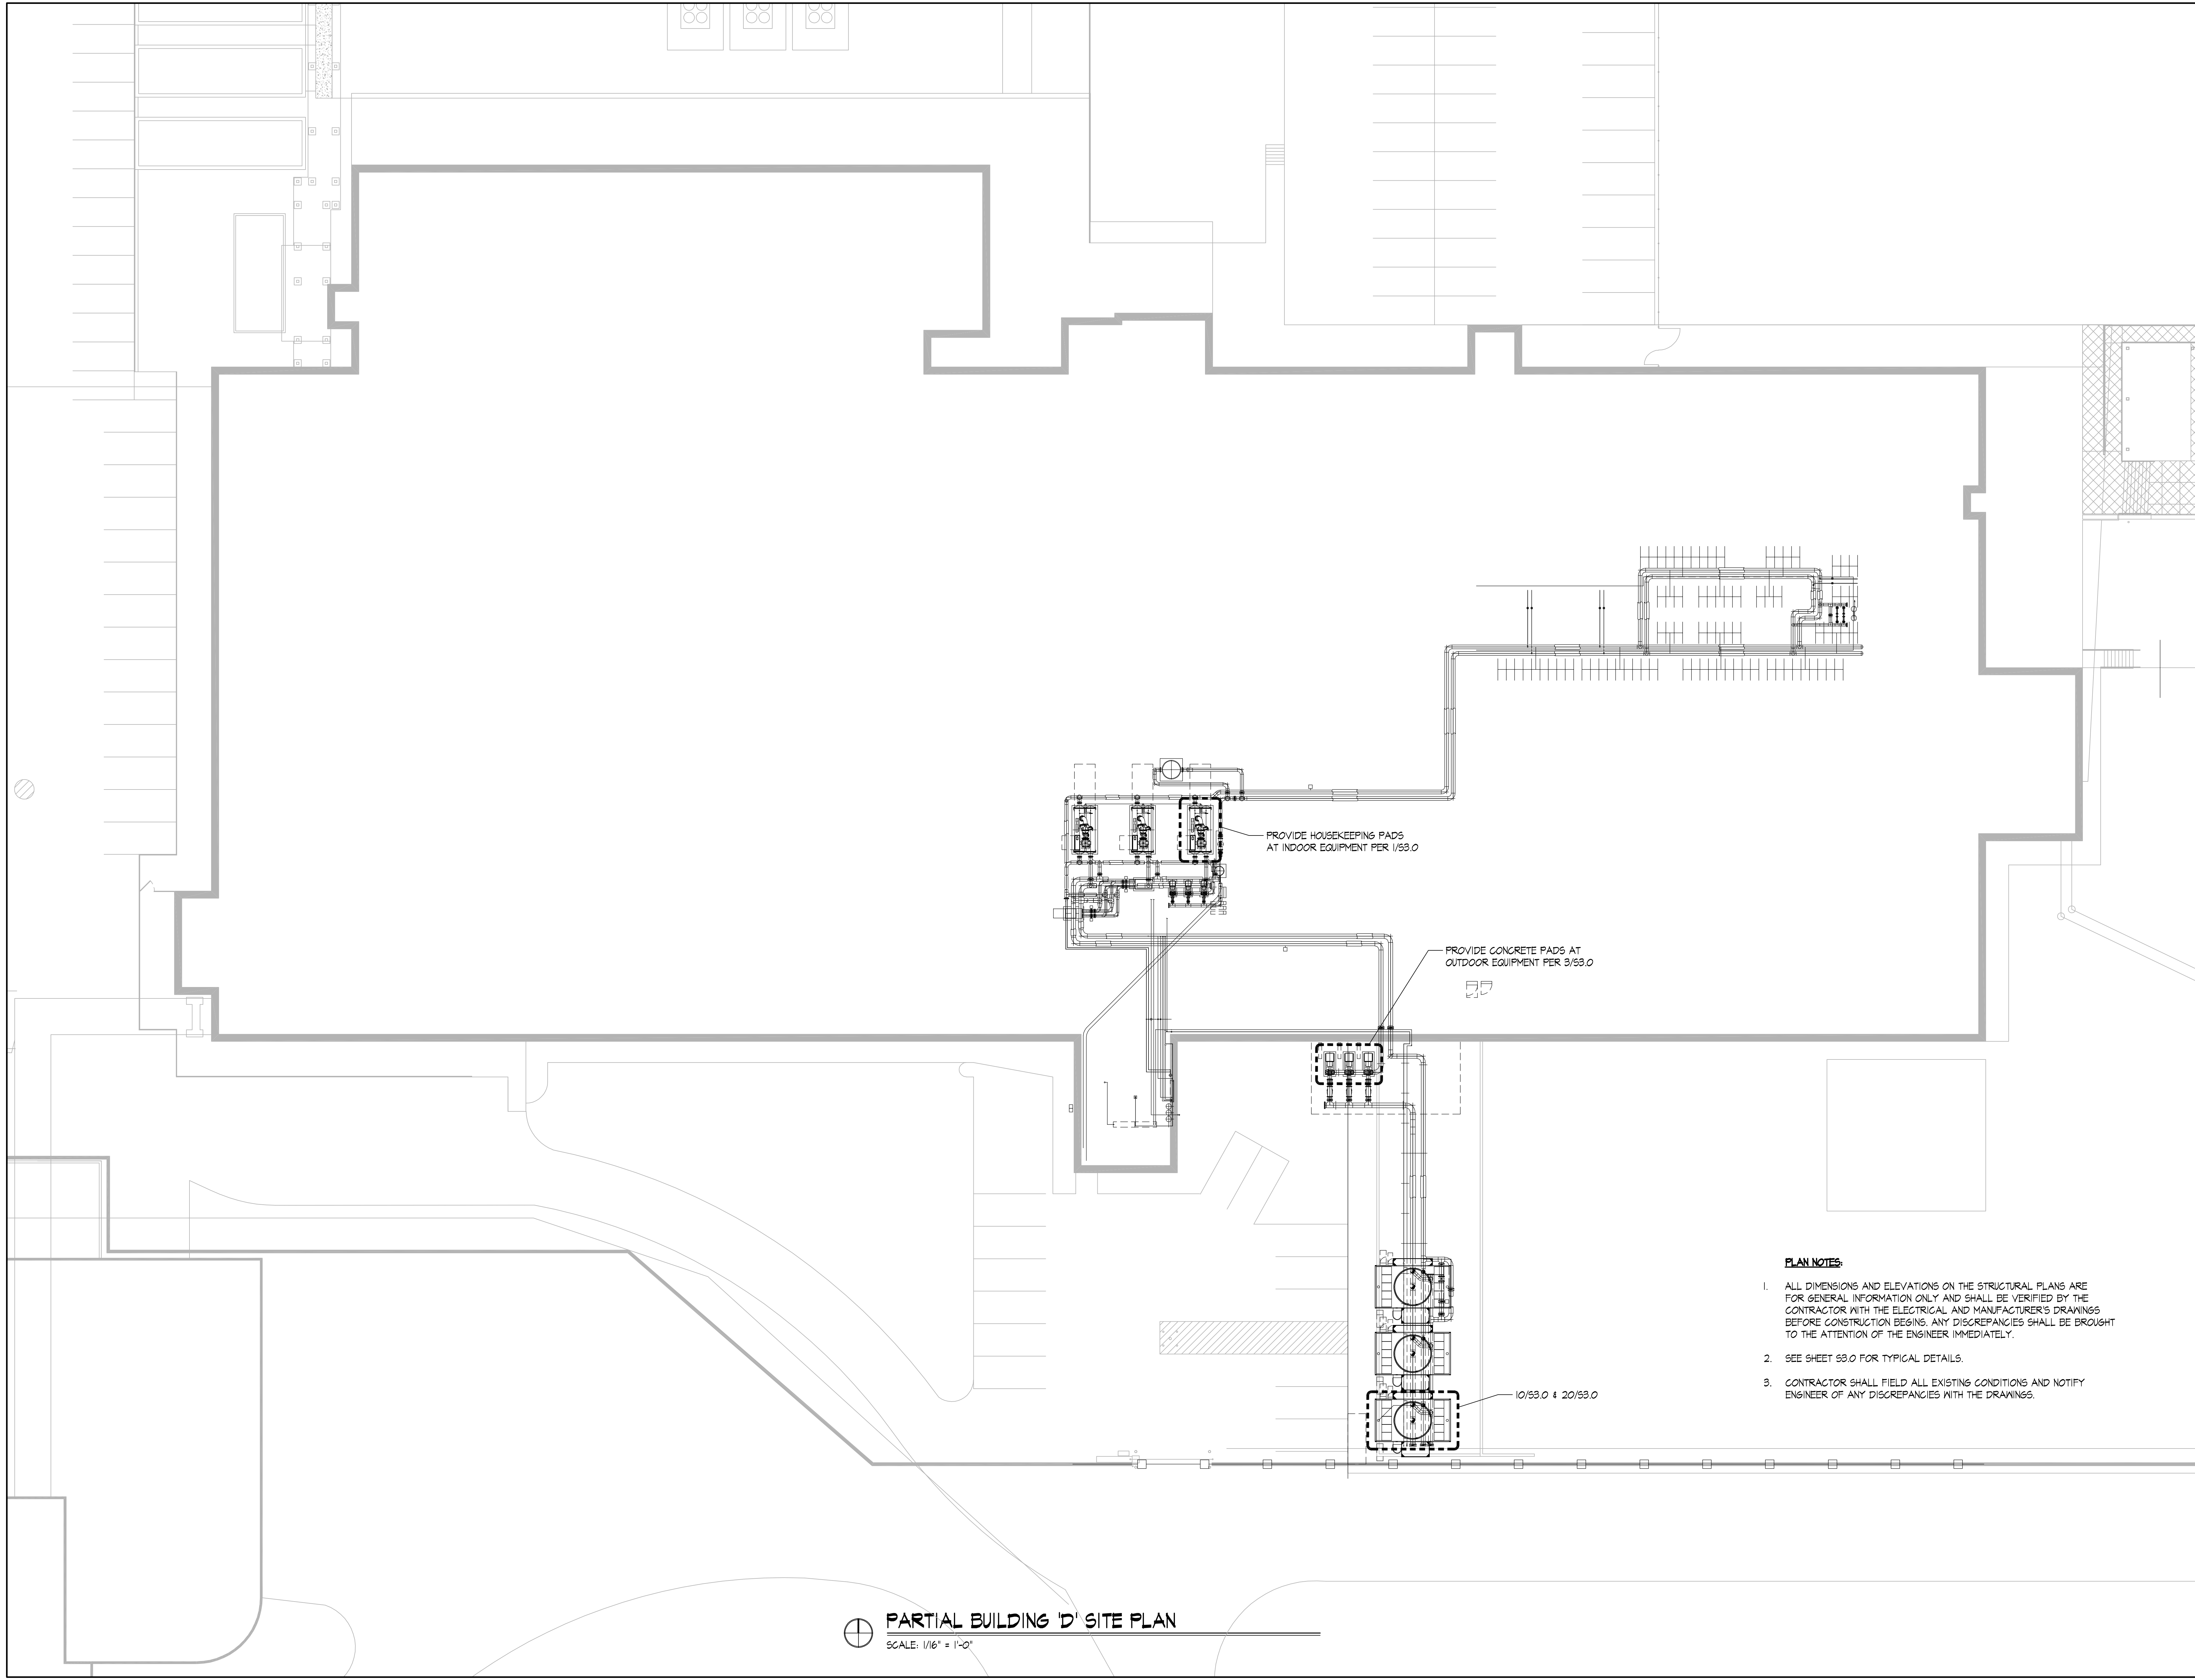 PROVIDE HOUSEKEEPING PADS
AT INDOOR EQUIPMENT PER 1/S3.0
PROVIDE CONCRETE PADS AT
OUTDOOR EQUIPMENT PER 3/S3.0
PLAN NOTES:
1. ALL DIMENSIONS AND ELEVATIONS ON THE STRUCTURAL PLANS ARE
FOR GENERAL INFORMATION ONLY AND SHALL BE VERIFIED BY THE
CONTRACTOR WITH THE ELECTRICAL AND MANUFACTURER'S DRAWINGS
BEFORE CONSTRUCTION BEGINS. ANY DISCREPANCIES SHALL BE BROUGHT
TO THE ATTENTION OF THE ENGINEER IMMEDIATELY.
2. SEE SHEET S3.0 FOR TYPICAL DETAILS.
3. CONTRACTOR SHALL FIELD ALL EXISTING CONDITIONS AND NOTIFY
ENGINEER OF ANY DISCREPANCIES WITH THE DRAWINGS.
10/S3.0 & 20/S3.0
PARTIAL BUILDING 'D' SITE PLAN
SCALE: 1/16" = 1'-0"